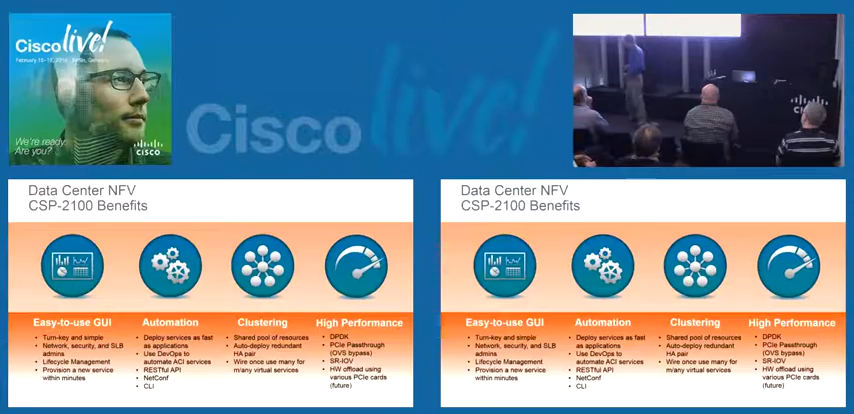 Cisco live!
We're ready.
Are you?
CISCO
Cisco live!
CISCO
Data Center NFV
CSP-2100 Benefits
Easy-to-use GUI
• Turn-key and simple
• Network, security, and SLB
admins
• Lifecycle Management
• Provision a new service
within minutes
Automation
• Deploy services as fast
as applications
• Use DevOps to
automate ACI services
• RESTful API
• NetConf
• CLI
Clustering
• Shared pool of resources
• Auto-deploy redundant
HA pair
• Wire once use many for
m/any virtual services
High Performance
• DPDK
• PCIe Passthrough
(OVS bypass)
• SR-IOV
• HW offload using
various PCIe cards
(future)
Data Center NFV
CSP-2100 Benefits
Easy-to-use GUI
• Turn-key and simple
• Network, security, and SLB
admins
• Lifecycle Management
• Provision a new service
within minutes
Automation
• Deploy services as fast
as applications
• Use DevOps to
automate ACI services
• RESTful API
• NetConf
• CLI
Clustering
• Shared pool of resources
• Auto-deploy redundant
HA pair
• Wire once use many for
m/any virtual services
High Performance
• DPDK
• PCIe Passthrough
(OVS bypass)
• SR-IOV
• HW offload using
various PCIe cards
(future)